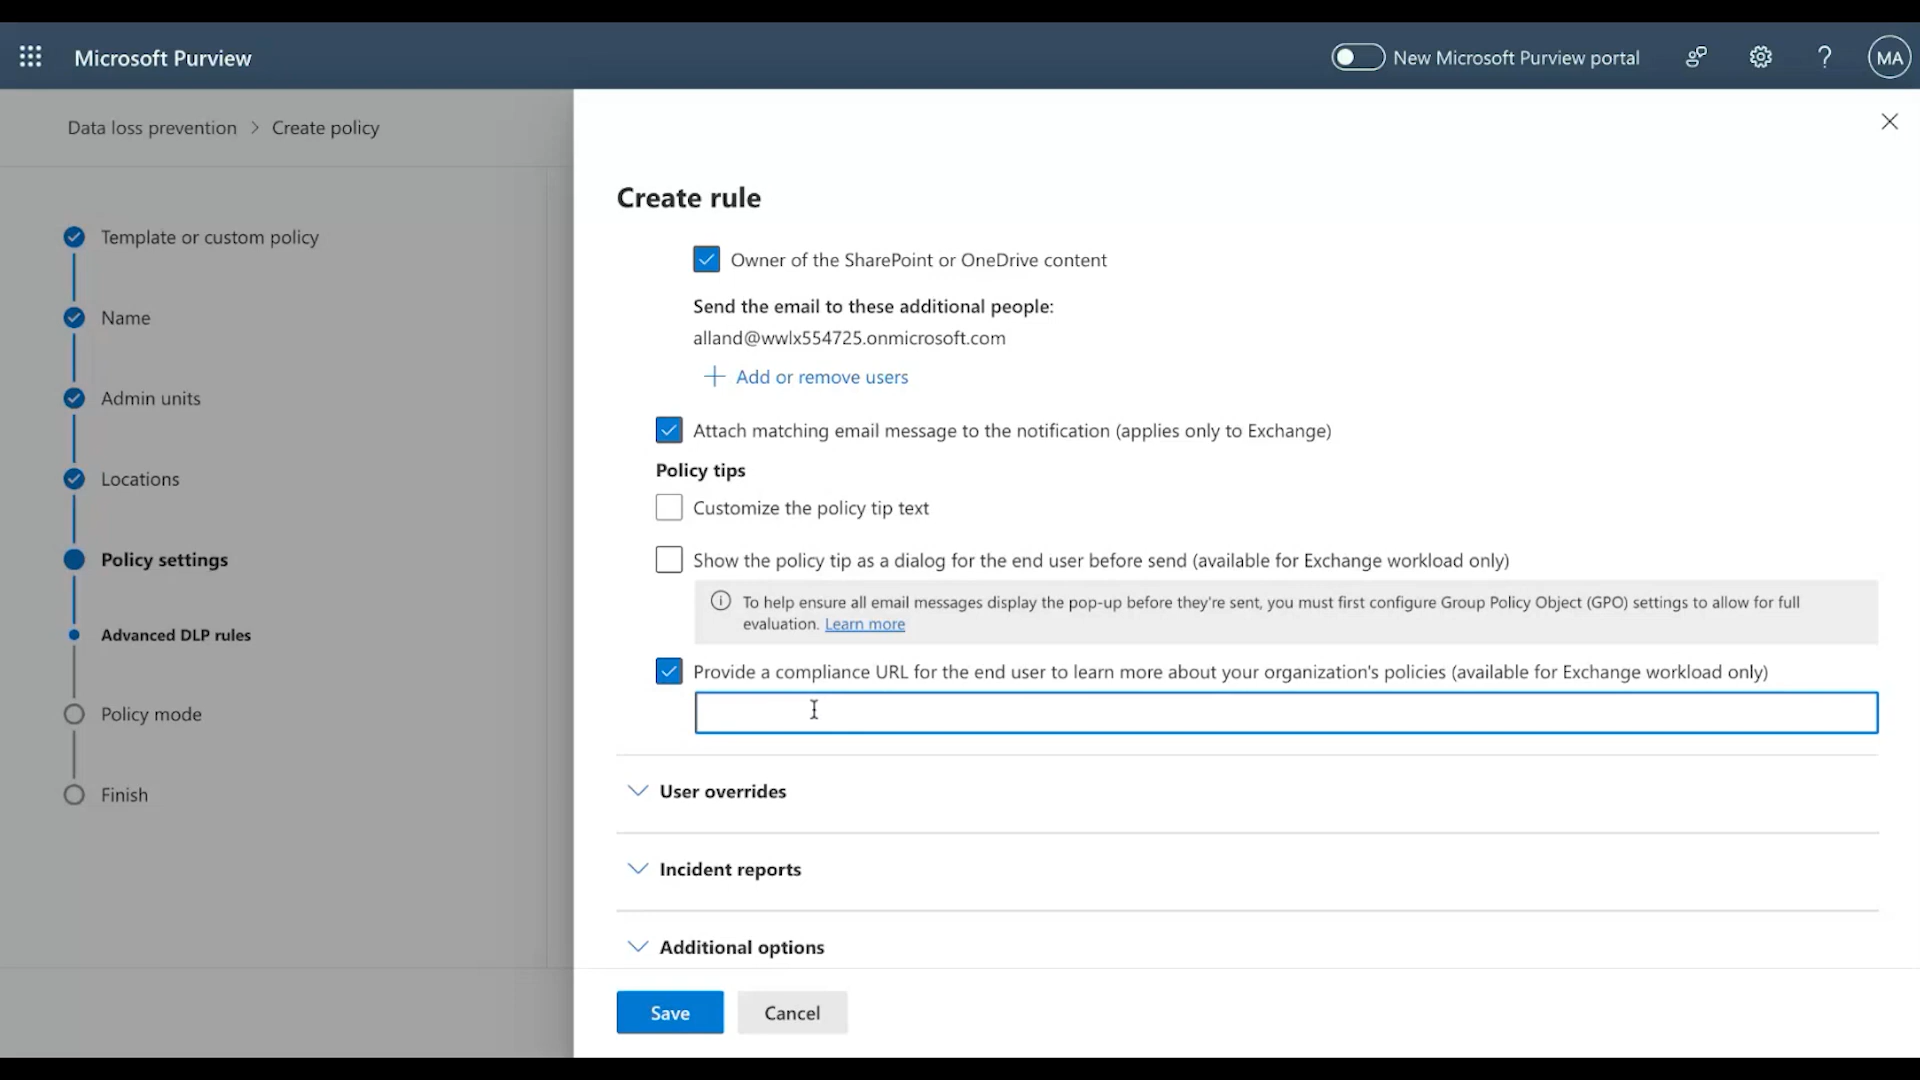 Microsoft Purview
New Microsoft Purview portal
?
MA
Data loss prevention > Create policy
Template or custom policy
Name
Admin units
Locations
Policy settings
Advanced DLP rules
Policy mode
Finish
Create rule
Owner of the SharePoint or OneDrive content
Send the email to these additional people:
alland@wwlx554725.onmicrosoft.com
+ Add or remove users
Attach matching email message to the notification (applies only to Exchange)
Policy tips
Customize the policy tip text
Show the policy tip as a dialog for the end user before send (available for Exchange workload only)
To help ensure all email messages display the pop-up before they're sent, you must first configure Group Policy Object (GPO) settings to allow for full
evaluation. Learn more
Provide a compliance URL for the end user to learn more about your organization's policies (available for Exchange workload only)
User overrides
Incident reports
Additional options
Save
Cancel